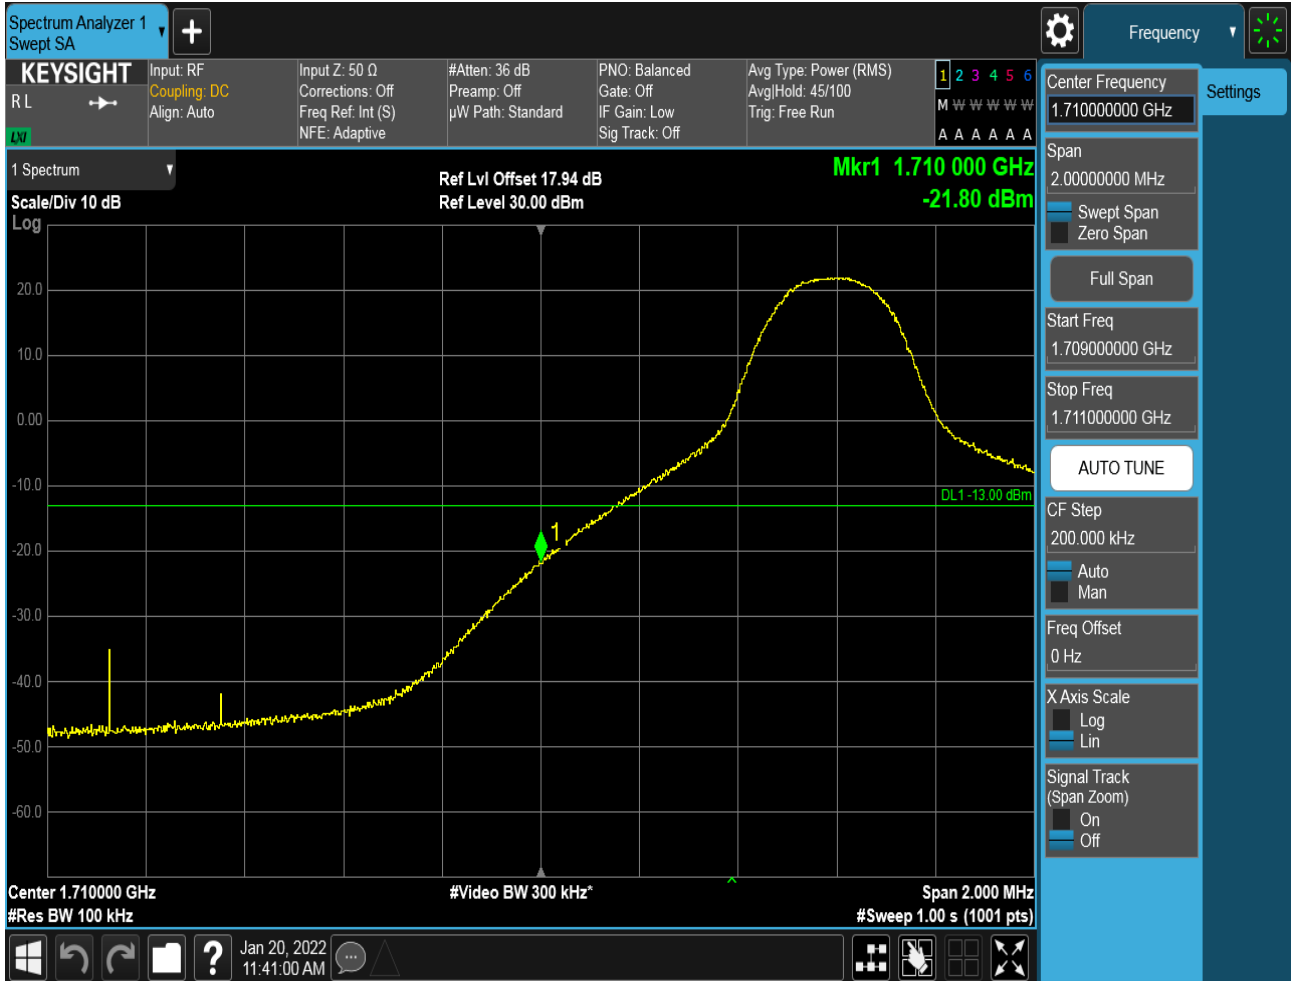 Spectrum Analyzer 1
Swept SA
Frequency
KEYSIGHT
R L
LXI
Input: RF
Coupling: DC
Align: Auto
Input Z: 50 Ω
Corrections: Off
Freq Ref: Int (S)
NFE: Adaptive
#Atten: 36 dB
Preamp: Off
µW Path: Standard
PNO: Balanced
Gate: Off
IF Gain: Low
Sig Track: Off
Avg Type: Power (RMS)
Avg|Hold: 45/100
Trig: Free Run
1 2 3 4 5 6
M W W W W W
A A A A A A
1 Spectrum
Scale/Div 10 dB
Log
Ref Lvl Offset 17.94 dB
Ref Level 30.00 dBm
Mkr1 1.710 000 GHz
-21.80 dBm
20.0
10.0
0.00
-10.0
DL1 -13.00 dBm
1
-20.0
-30.0
-40.0
-50.0
-60.0
Center 1.710000 GHz
#Video BW 300 kHz*
Span 2.000 MHz
#Res BW 100 kHz
#Sweep 1.00 s (1001 pts)
Jan 20, 2022
11:41:00 AM
Center Frequency
1.710000000 GHz
Settings
Span
2.00000000 MHz
Swept Span
Zero Span
Full Span
Start Freq
1.709000000 GHz
Stop Freq
1.711000000 GHz
AUTO TUNE
CF Step
200.000 kHz
Auto
Man
Freq Offset
0 Hz
X Axis Scale
Log
Lin
Signal Track
(Span Zoom)
On
Off